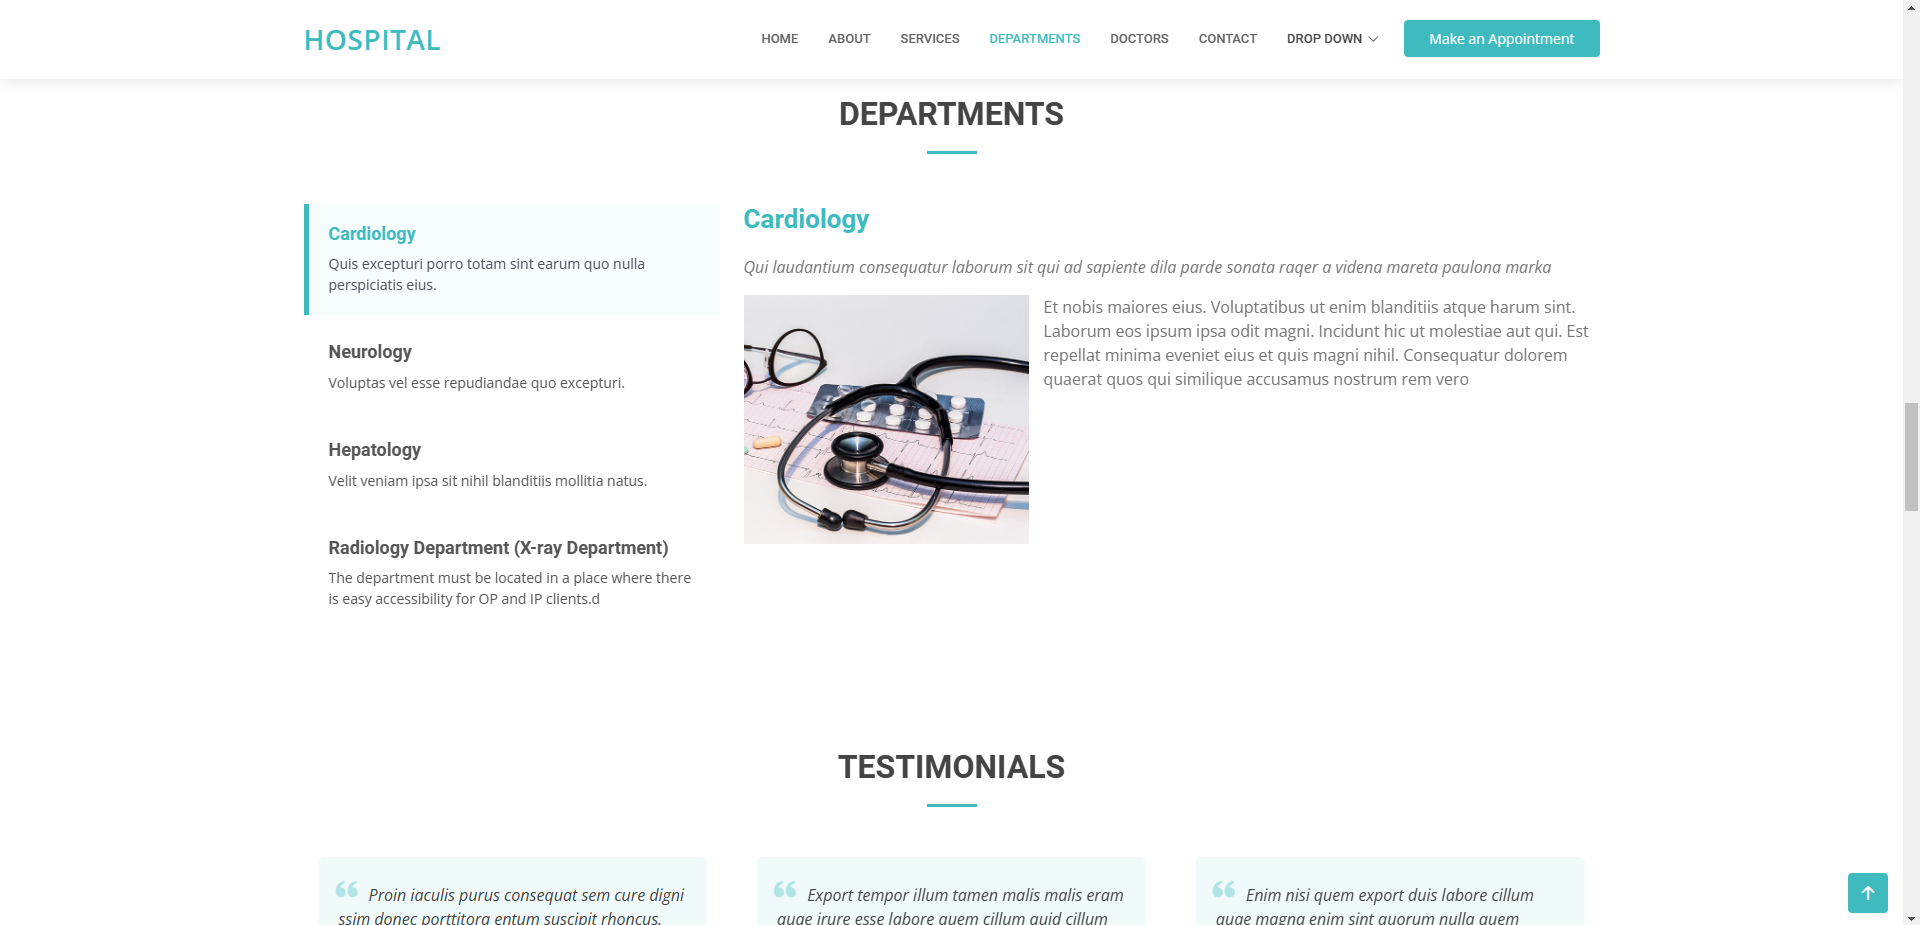 HOSPITAL
HOME ABOUT SERVICES DEPARTMENTS DOCTORS CONTACT DROP DOWN Make an Appointment
DEPARTMENTS
Cardiology
Quis excepturi porro totam sint earum quo nulla
perspiciatis eius.
Neurology
Voluptas vel esse repudiandae quo excepturi.
Hepatology
Velit veniam ipsa sit nihil blanditiis mollitia natus.
Radiology Department (X-ray Department)
The department must be located in a place where there
is easy accessibility for OP and IP clients.d
Cardiology
Qui laudantium consequatur laborum sit qui ad sapiente dila parde sonata raqer a videna mareta paulona marka
Et nobis maiores eius. Voluptatibus ut enim blanditiis atque harum sint.
Laborum eos ipsum ipsa odit magni. Incidunt hic ut molestiae aut qui. Est
repellat minima eveniet eius et quis magni nihil. Consequatur dolorem
quaerat quos qui similique accusamus nostrum rem vero
TESTIMONIALS
Proin iaculis purus consequat sem cure digni
ssim donec porttitora entum suscipit rhoncus.
Export tempor illum tamen malis malis eram
quae irure esse labore quem cillum quid cillum
Enim nisi quem export duis labore cillum
quae magna enim sint quorum nulla quem